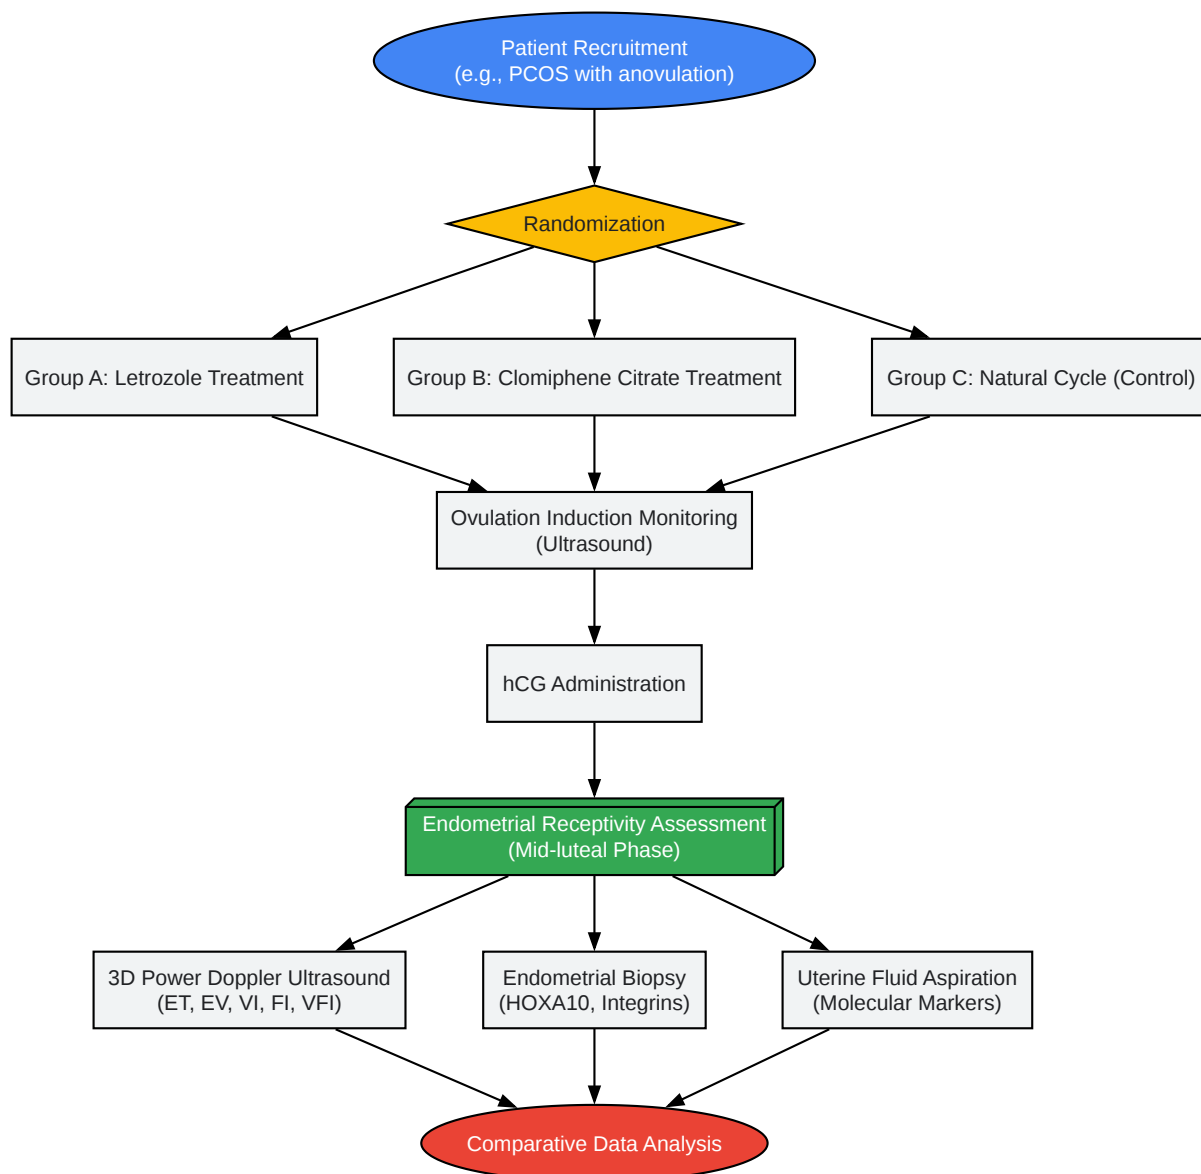 Patient Recruitment
(e.g., PCOS with anovulation)
Randomization
Group A: Letrozole Treatment
Group B: Clomiphene Citrate Treatment
Group C: Natural Cycle (Control)
Ovulation Induction Monitoring
(Ultrasound)
hCG Administration
Endometrial Receptivity Assessment
(Mid-luteal Phase)
3D Power Doppler Ultrasound
(ET, EV, VI, FI, VFI)
Endometrial Biopsy
(HOXA10, Integrins)
Uterine Fluid Aspiration
(Molecular Markers)
Comparative Data Analysis